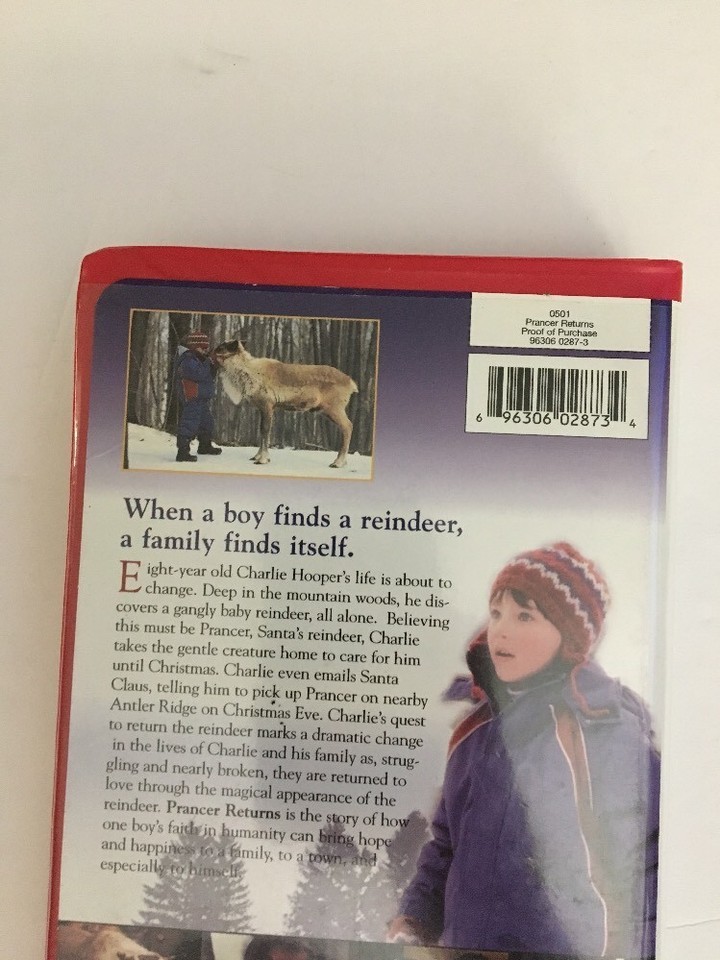 0501
Prancer Returns
Proof of Purchase
96306 0287-3
6 96306 02873 4
When a boy finds a reindeer,
a family finds itself.
Eight-year old Charlie Hooper's life is about to
change. Deep in the mountain woods, he dis-
covers a gangly baby reindeer, all alone. Believing
this must be Prancer, Santa's reindeer, Charlie
takes the gentle creature home to care for him
until Christmas. Charlie even emails Santa
Claus, telling him to pick up Prancer on nearby
Antler Ridge on Christmas Eve. Charlie's quest
to return the reindeer marks a dramatic change
in the lives of Charlie and his family as, strug-
gling and nearly broken, they are returned to
love through the magical appearance of the
reindeer. Prancer Returns is the story of how
one boy's faith in humanity can bring hope
and happiness to a family, to a town, and
especially to himself.